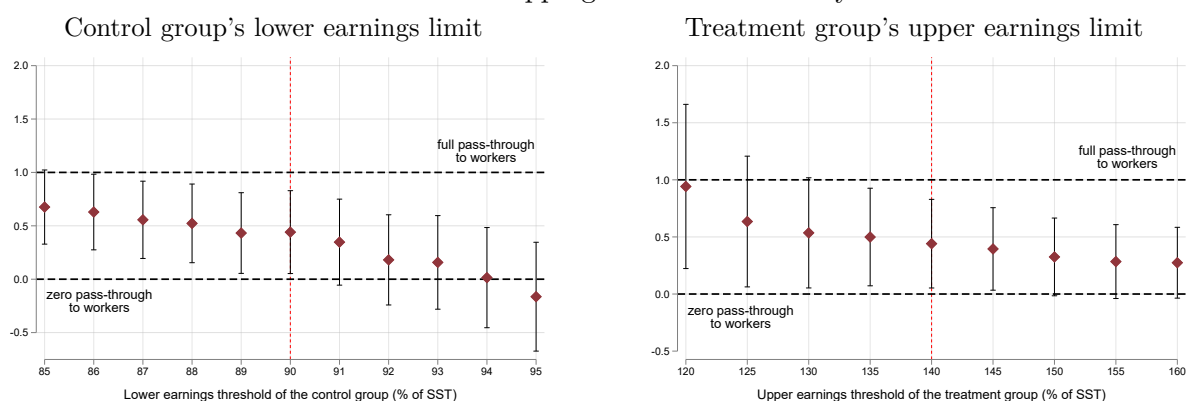 Control group's lower earnings limit
2.0
1.5
1.0
0.5
0.0
-0.5
full pass-through
to workers
zero pass-through
to workers
85 86 87 88 89 90 91 92 93 94 95
Lower earnings threshold of the control group (% of SST)
Treatment group's upper earnings limit
2.0
1.5
1.0
0.5
0.0
-0.5
full pass-through
to workers
zero pass-through
to workers
120 125 130 135 140 145 150 155 160
Upper earnings threshold of the treatment group (% of SST)